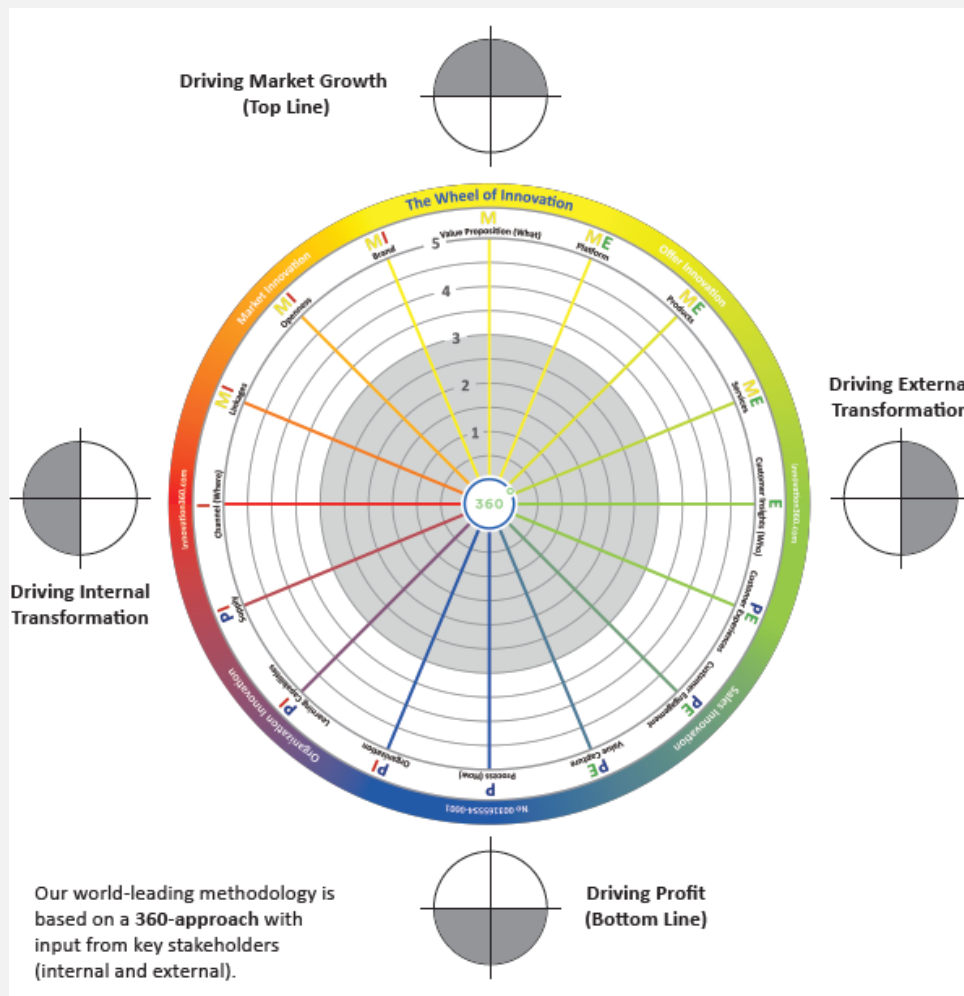 Driving Market Growth
(Top Line)
The Wheel of Innovation
Market Innovation
Offer Innovation
M
Value Proposition (What)
MI
Brand
ME
Platform
MI
Openness
ME
Products
MI
Linkages
ME
Services
5
4
3
2
1
360
Driving External
Transformation
Innovation360.com
I
Channel (Where)
Customer Insights (Who)
E
Innovation360.com
Driving Internal
Transformation
PI
Supply
Customer Experiences
PE
PI
Learning Capabilities
Customer Engagement
PE
PI
Organization
Value Capture
PE
Process (How)
P
Organization Innovation
Sales Innovation
No 003165554-0001
Our world-leading methodology is
based on a 360-approach with
input from key stakeholders
(internal and external).
Driving Profit
(Bottom Line)